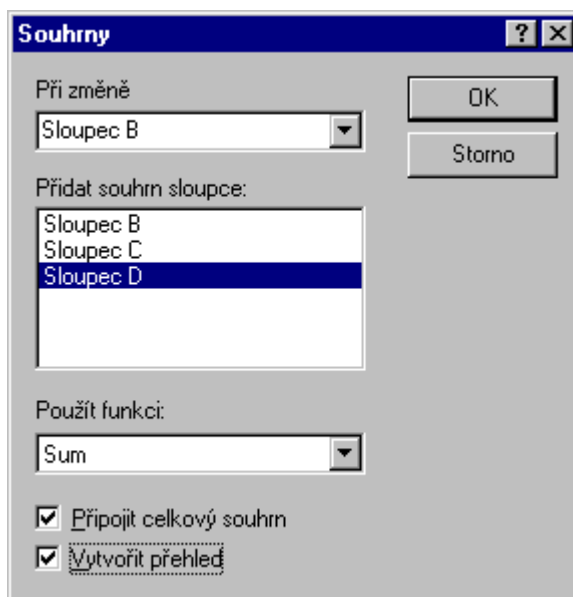 Souhrny
Při změně
Sloupec B
OK
Storno
Přidat souhrn sloupce:
Sloupec B
Sloupec C
Sloupec D
Použít funkci:
Sum
Připojit celkový souhrn
Vytvořit přehled